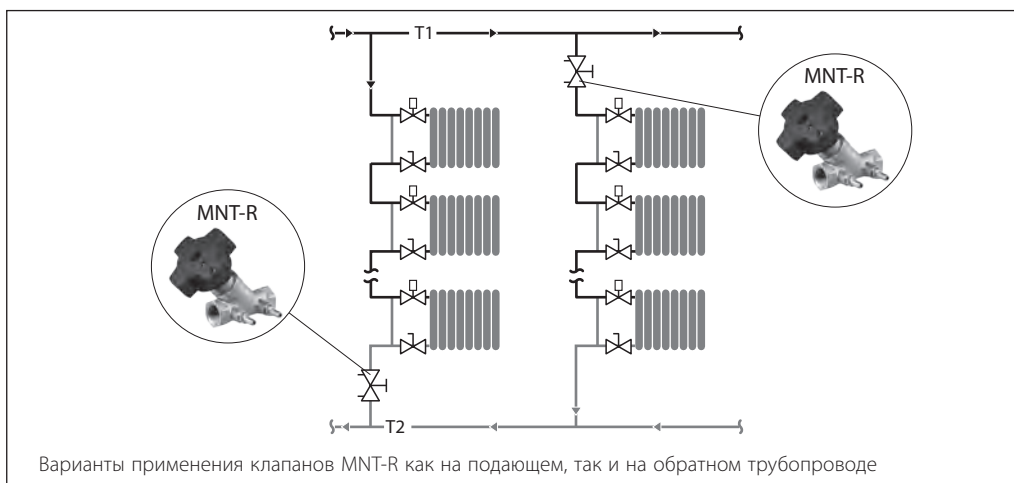 T1
MNT-R
MNT-R
T2
Варианты применения клапанов MNT-R как на подающем, так и на обратном трубопроводе